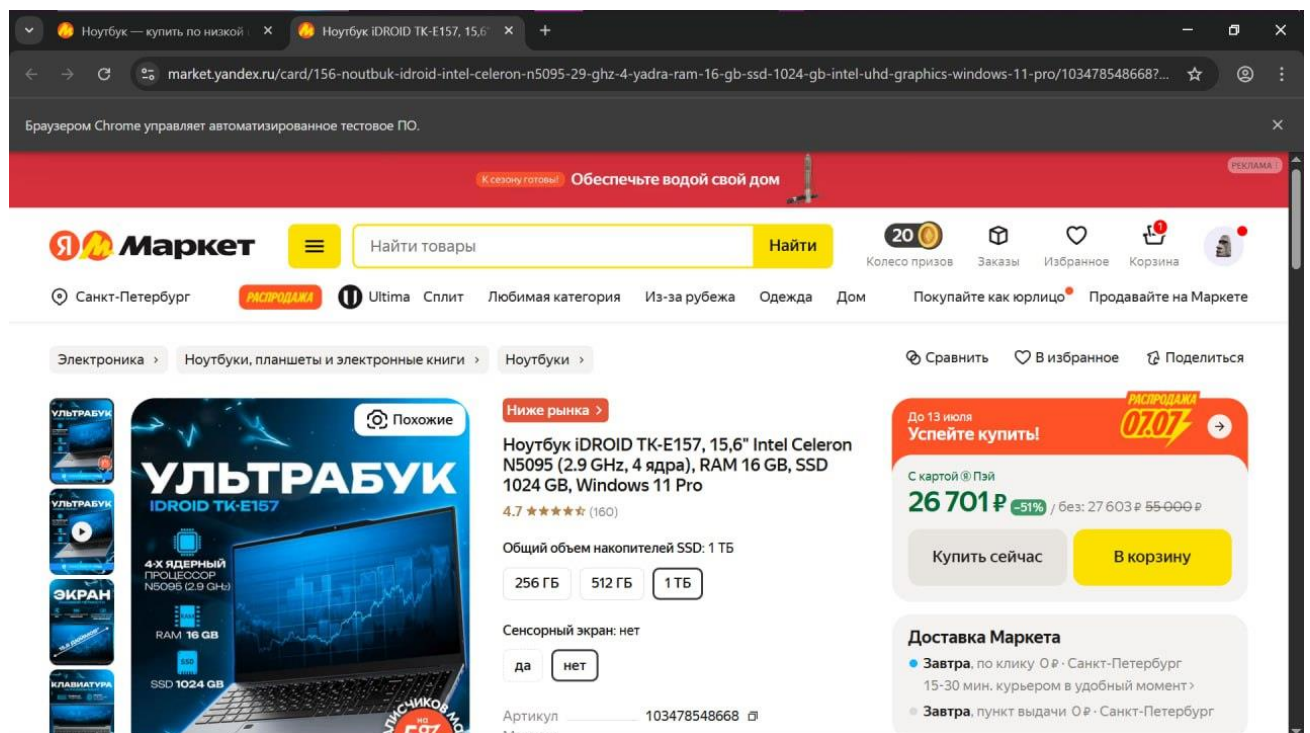 Ноутбук — купить по низкой
Ноутбук iDROID TK-E157, 15,6"
market.yandex.ru/card/156-noutbuk-idroid-intel-celeron-n5095-29-ghz-4-yadra-ram-16-gb-ssd-1024-gb-intel-uhd-graphics-windows-11-pro/103478548668?...
Браузером Chrome управляет автоматизированное тестовое ПО.
К сезону готовы! Обеспечьте водой свой дом
РЕКЛАМА
Я Маркет
Найти товары
Найти
20
Колесо призов
Заказы
Избранное
1
Корзина
Санкт-Петербург
РАСПРОДАЖА
U Ultima
Сплит
Любимая категория
Из-за рубежа
Одежда
Дом
Покупайте как юрлицо
Продавайте на Маркете
Электроника
Ноутбуки, планшеты и электронные книги
Ноутбуки
Сравнить
В избранное
Поделиться
УЛЬТРАБУК
УЛЬТРАБУК
ЭКРАН
КЛАВИАТУРА
Похожие
УЛЬТРАБУК
IDROID TK-E157
4-Х ЯДЕРНЫЙ
ПРОЦЕССОР
N5095 (2.9 GHz)
RAM
RAM 16 GB
SSD
SSD 1024 GB
Ниже рынка
Ноутбук iDROID TK-E157, 15,6" Intel Celeron
N5095 (2.9 GHz, 4 ядра), RAM 16 GB, SSD
1024 GB, Windows 11 Pro
4.7 ★★★★★ (160)
Общий объем накопителей SSD: 1 ТБ
256 ГБ
512 ГБ
1 ТБ
Сенсорный экран: нет
да
нет
Артикул 103478548668
До 13 июля
Успейте купить!
РАСПРОДАЖА
07.07
С картой Я Пэй
26 701 ₽ –51% / без: 27 603 ₽ 55 000 ₽
Купить сейчас
В корзину
Доставка Маркета
Завтра, по клику 0 ₽ · Санкт-Петербург
15-30 мин. курьером в удобный момент
Завтра, пункт выдачи 0 ₽ · Санкт-Петербург